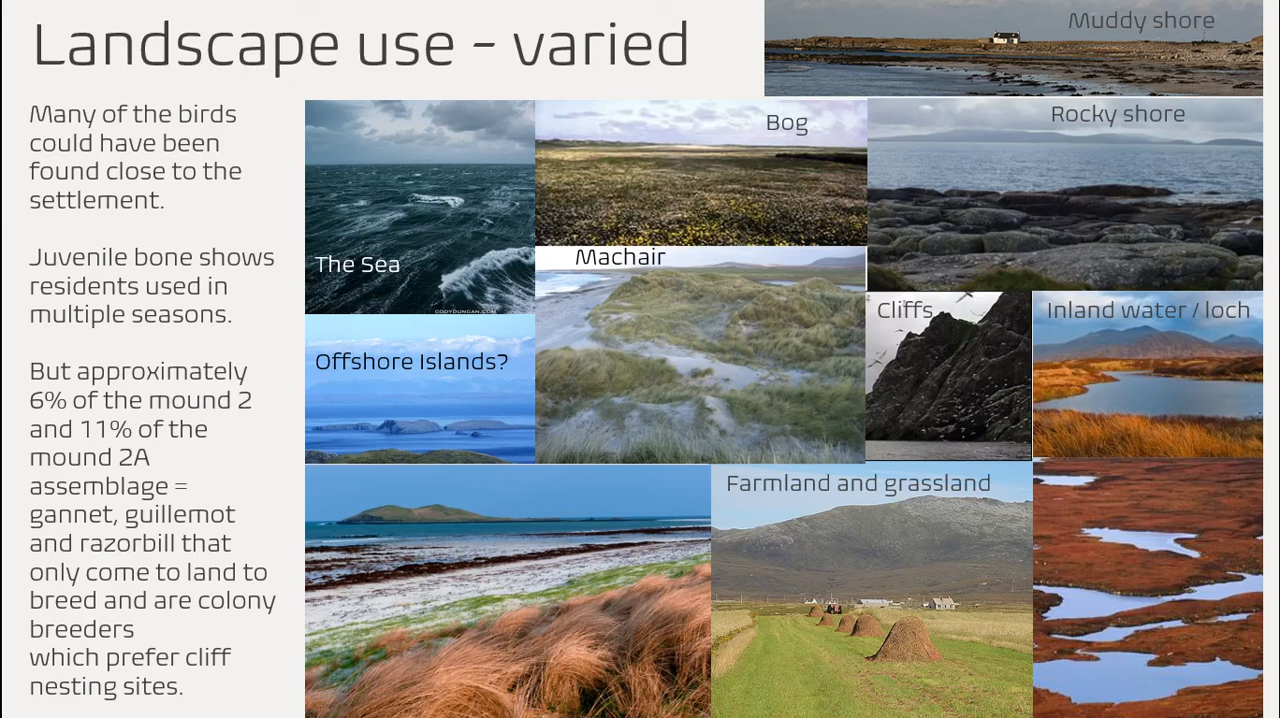 Landscape use - varied
Many of the birds
could have been
found close to the
settlement.
Juvenile bone shows
residents used in
multiple seasons.
But approximately
6% of the mound 2
and 11% of the
mound 2A
assemblage =
gannet, guillemot
and razorbill that
only come to land to
breed and are colony
breeders
which prefer cliff
nesting sites.
Muddy shore
Bog
Rocky shore
The Sea
CODYDUNCAN.COM
Machair
Offshore Islands?
Cliffs
Inland water / loch
Farmland and grassland